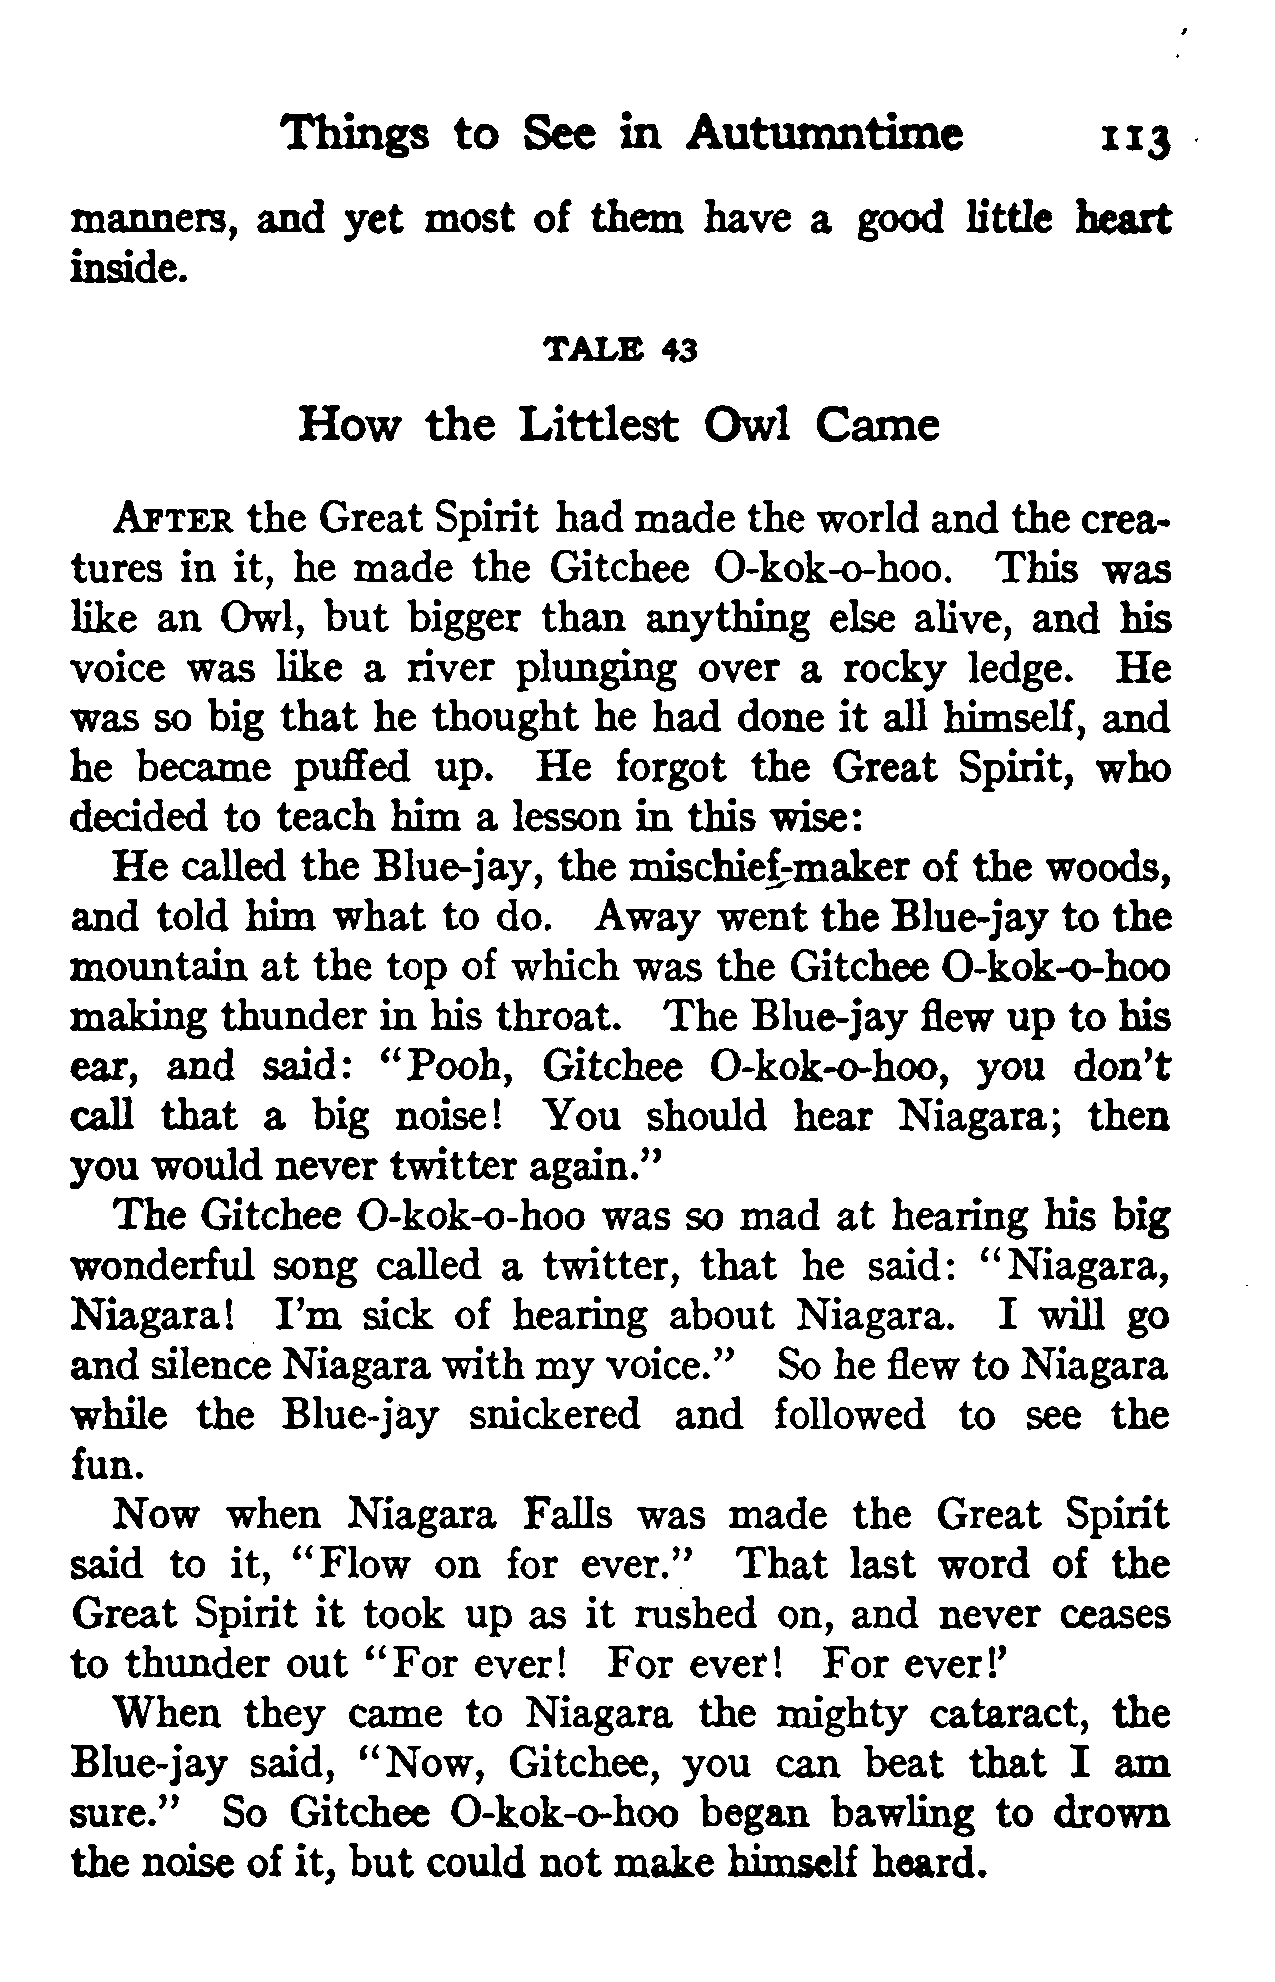 Things to See in Autumntime 113
manners, and yet most of them have a good little heart
inside.
TALE 43
How the Littlest Owl Came
AFTER the Great Spirit had made the world and the crea-
tures in it, he made the Gitchee O-kok-o-hoo. This was
like an Owl, but bigger than anything else alive, and his
voice was like a river plunging over a rocky ledge. He
was so big that he thought he had done it all himself, and
he became puffed up. He forgot the Great Spirit, who
decided to teach him a lesson in this wise:
He called the Blue-jay, the mischief-maker of the woods,
and told him what to do. Away went the Blue-jay to the
mountain at the top of which was the Gitchee O-kok-o-hoo
making thunder in his throat. The Blue-jay flew up to his
ear, and said: “Pooh, Gitchee O-kok-o-hoo, you don’t
call that a big noise! You should hear Niagara; then
you would never twitter again.”
The Gitchee O-kok-o-hoo was so mad at hearing his big
wonderful song called a twitter, that he said: “Niagara,
Niagara! I’m sick of hearing about Niagara. I will go
and silence Niagara with my voice.” So he flew to Niagara
while the Blue-jay snickered and followed to see the
fun.
Now when Niagara Falls was made the Great Spirit
said to it, “Flow on for ever.” That last word of the
Great Spirit it took up as it rushed on, and never ceases
to thunder out “For ever! For ever! For ever!’
When they came to Niagara the mighty cataract, the
Blue-jay said, “Now, Gitchee, you can beat that I am
sure.” So Gitchee O-kok-o-hoo began bawling to drown
the noise of it, but could not make himself heard.